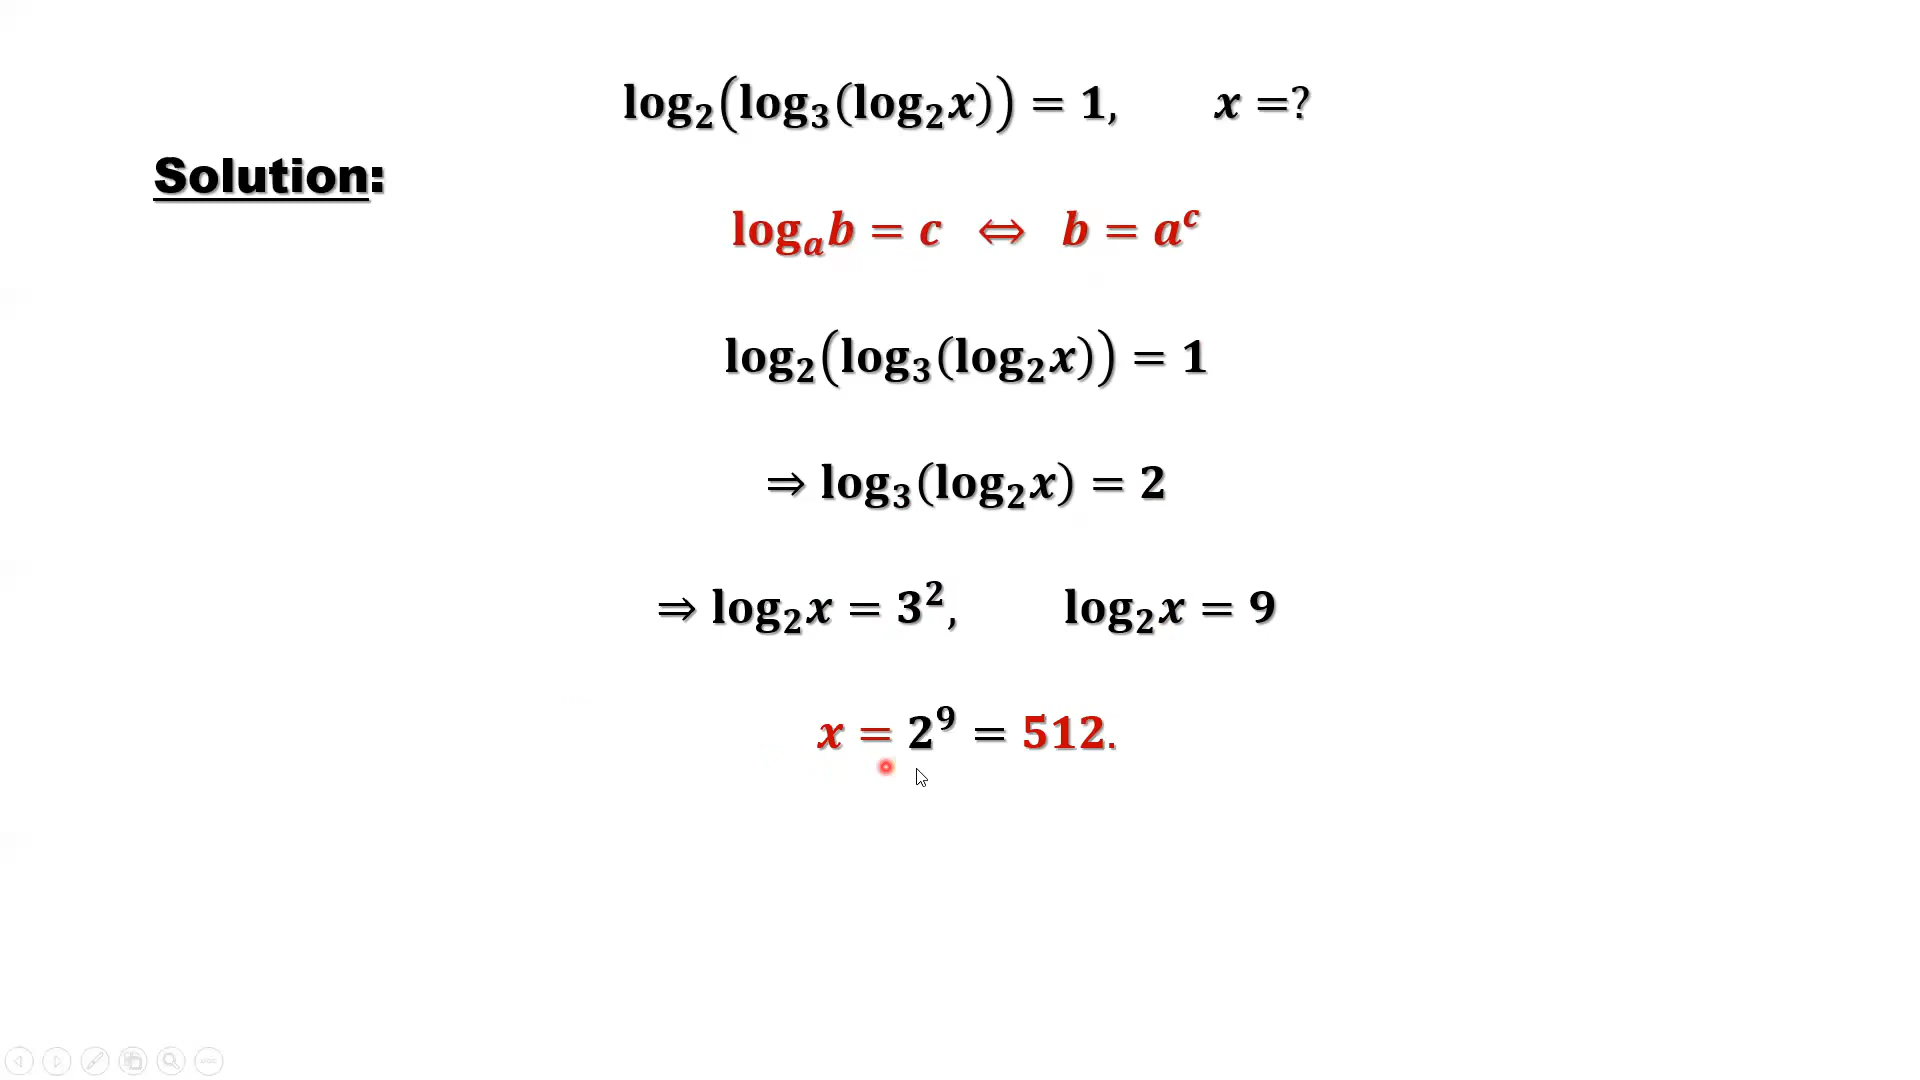 log₂(log₃(log₂x)) = 1, x =?
Solution:
logₐb = c ⇔ b = aᶜ
log₂(log₃(log₂x)) = 1
⇒ log₃(log₂x) = 2
⇒ log₂x = 3², log₂x = 9
x = 2⁹ = 512.